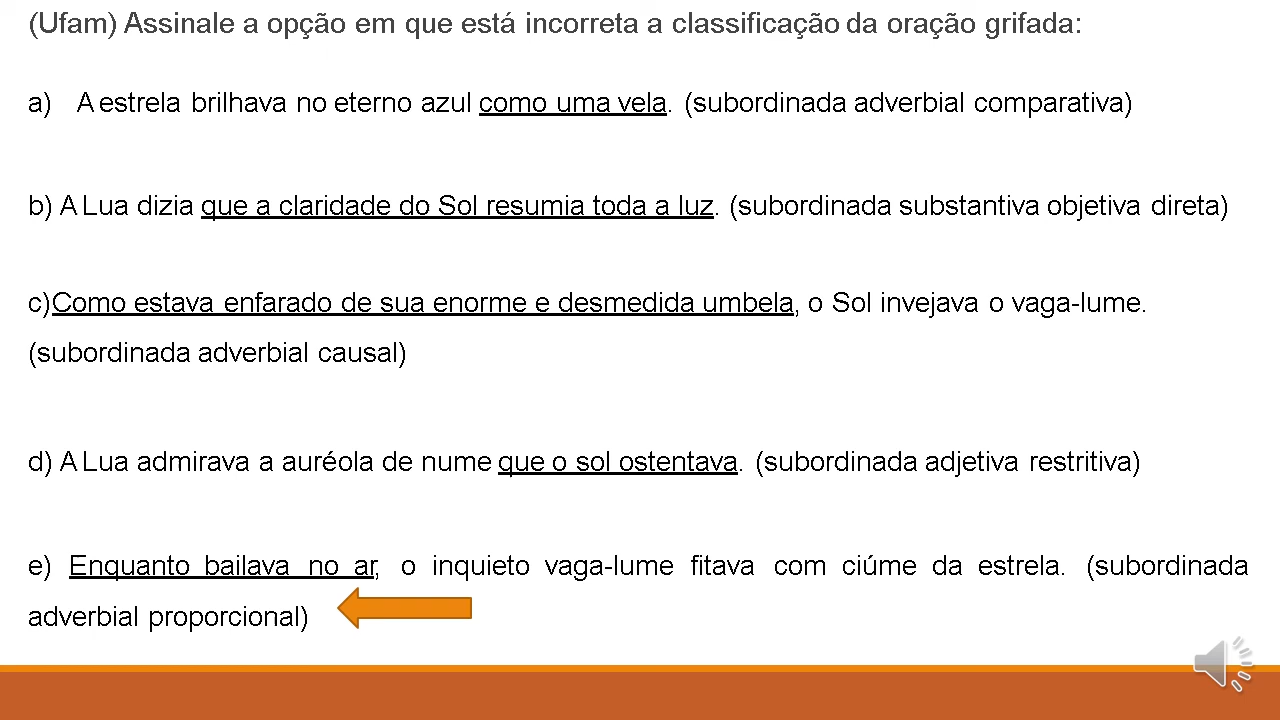 (Ufam) Assinale a opção em que está incorreta a classificação da oração grifada:
a) A estrela brilhava no eterno azul como uma vela. (subordinada adverbial comparativa)
b) A Lua dizia que a claridade do Sol resumia toda a luz. (subordinada substantiva objetiva direta)
c)Como estava enfarado de sua enorme e desmedida umbela, o Sol invejava o vaga-lume.
(subordinada adverbial causal)
d) A Lua admirava a auréola de nume que o sol ostentava. (subordinada adjetiva restritiva)
e) Enquanto bailava no ar, o inquieto vaga-lume fitava com ciúme da estrela. (subordinada
adverbial proporcional)